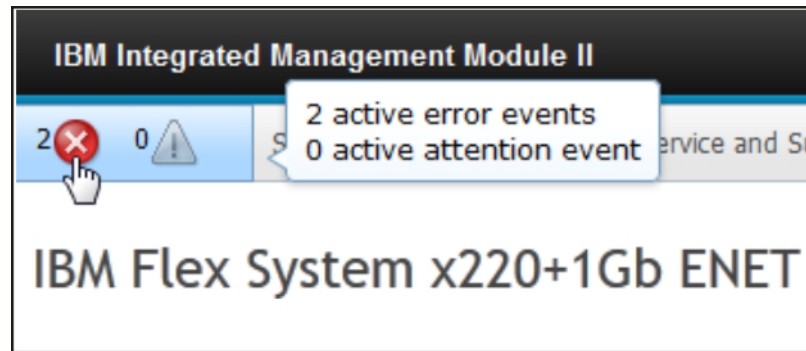 IBM Integrated Management Module II
2 active error events
0 active attention event
2 0 ervice and
IBM Flex System x220+1Gb ENET